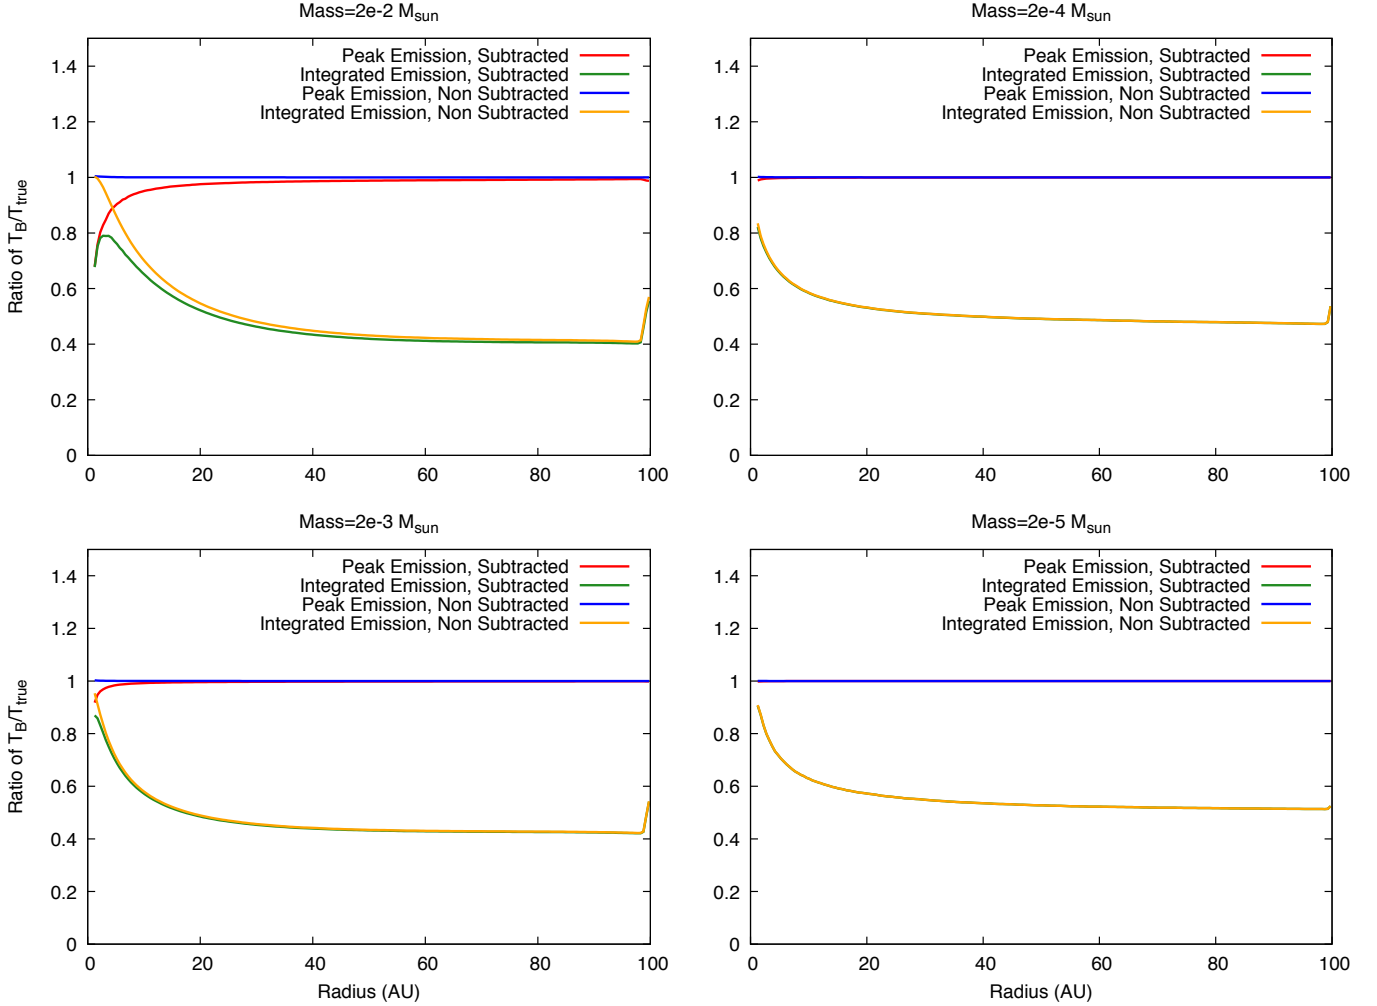 Mass=2e-2 M_sun
Peak Emission, Subtracted
Integrated Emission, Subtracted
Peak Emission, Non Subtracted
Integrated Emission, Non Subtracted
Ratio of T_B/T_true
1.4
1.2
1
0.8
0.6
0.4
0.2
0
0 20 40 60 80 100
Mass=2e-4 M_sun
Peak Emission, Subtracted
Integrated Emission, Subtracted
Peak Emission, Non Subtracted
Integrated Emission, Non Subtracted
1.4
1.2
1
0.8
0.6
0.4
0.2
0
0 20 40 60 80 100
Mass=2e-3 M_sun
Peak Emission, Subtracted
Integrated Emission, Subtracted
Peak Emission, Non Subtracted
Integrated Emission, Non Subtracted
Ratio of T_B/T_true
1.4
1.2
1
0.8
0.6
0.4
0.2
0
0 20 40 60 80 100
Radius (AU)
Mass=2e-5 M_sun
Peak Emission, Subtracted
Integrated Emission, Subtracted
Peak Emission, Non Subtracted
Integrated Emission, Non Subtracted
1.4
1.2
1
0.8
0.6
0.4
0.2
0
0 20 40 60 80 100
Radius (AU)